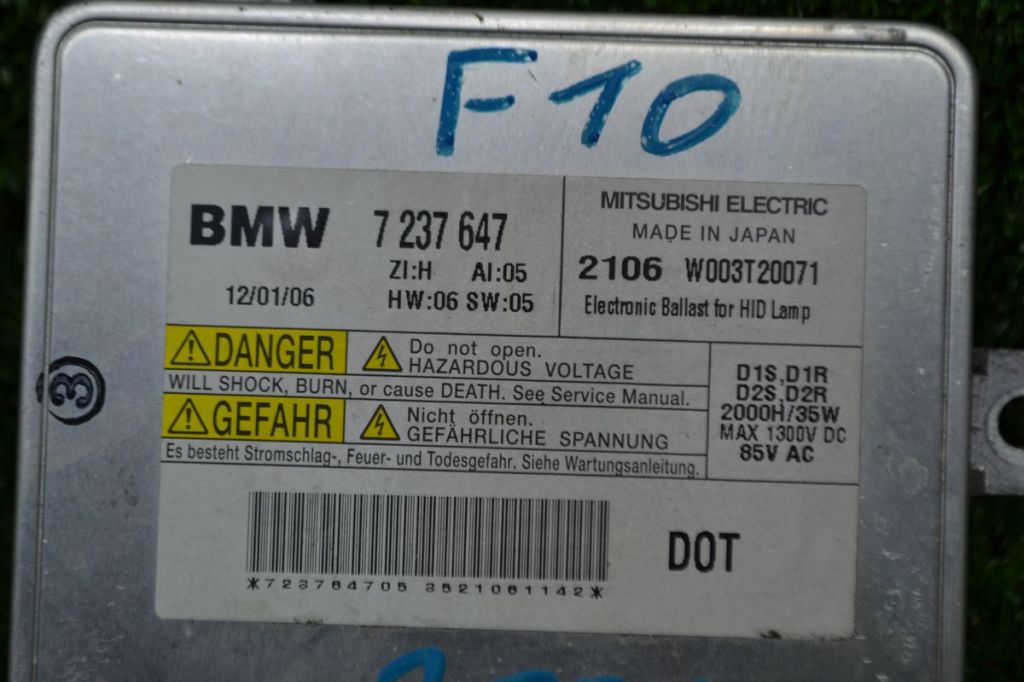 F10
BMW 7 237 647
ZI:H AI:05
12/01/06 HW:06 SW:05
MITSUBISHI ELECTRIC
MADE IN JAPAN
2106 W003T20071
Electronic Ballast for HID Lamp
DANGER Do not open.
HAZARDOUS VOLTAGE
WILL SHOCK, BURN, or cause DEATH. See Service Manual.
GEFAHR Nicht öffnen.
GEFÄHRLICHE SPANNUNG
Es besteht Stromschlag-, Feuer- und Todesgefahr. Siehe Wartungsanleitung.
D1S,D1R
D2S,D2R
2000H/35W
MAX 1300V DC
85V AC
3
*723764705 3521061142*
DOT